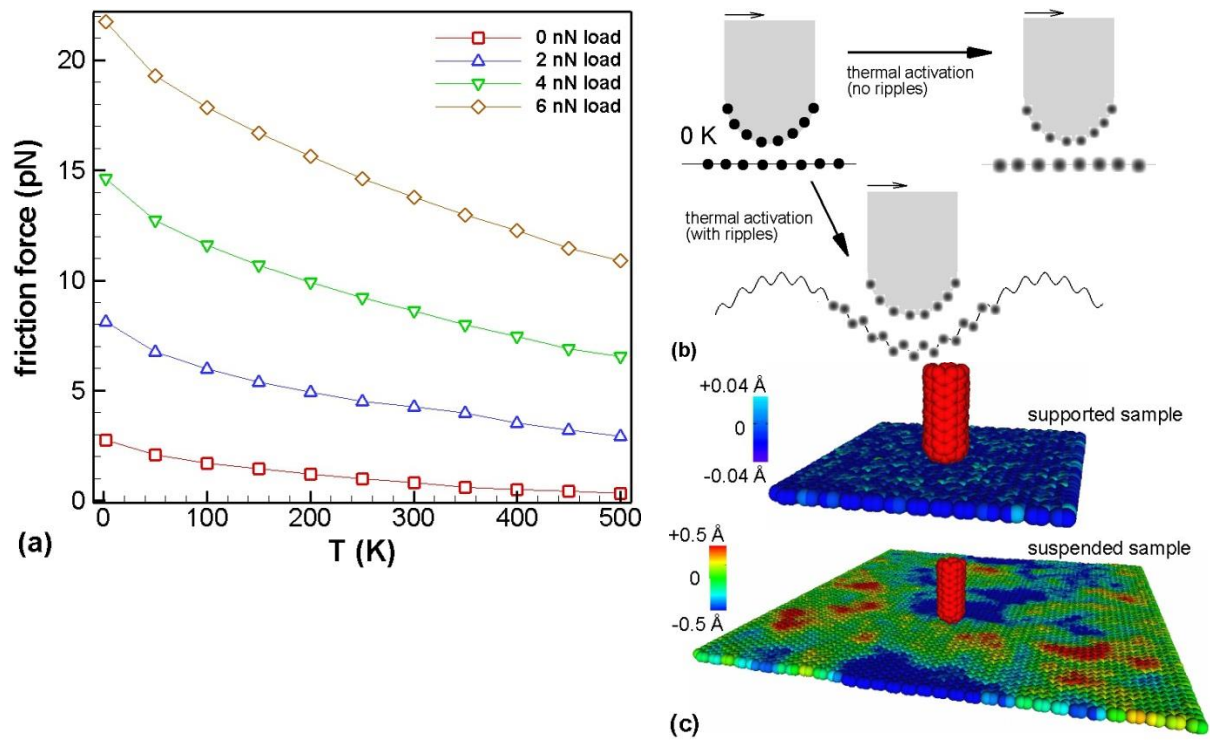 friction force (pN)
20
15
10
5
0
0 nN load
2 nN load
4 nN load
6 nN load
0
100
200
300
400
500
T (K)
(a)
0 K
thermal activation
(no ripples)
thermal activation
(with ripples)
(b)
+0.04 Å
0
-0.04 Å
supported sample
+0.5 Å
0
-0.5 Å
suspended sample
(c)